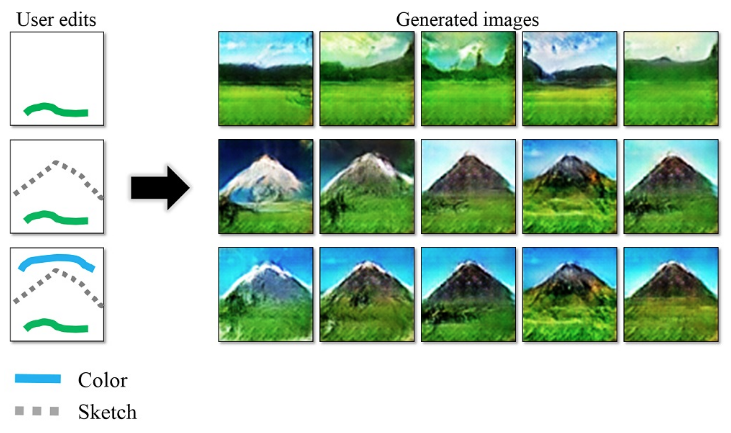 User edits
Generated images
Color
Sketch